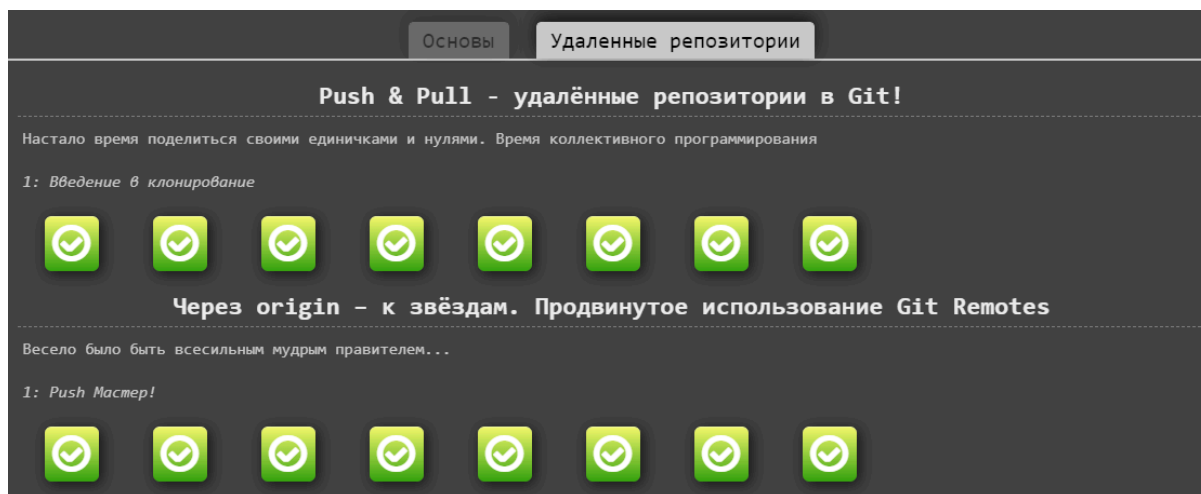 Основы Удаленные репозитории
Push & Pull - удалённые репозитории в Git!
Настало время поделиться своими единичками и нулями. Время коллективного программирования
1: Введение в клонирование
Через origin – к звёздам. Продвинутое использование Git Remotes
Весело было быть всесильным мудрым правителем...
1: Push Мастер!